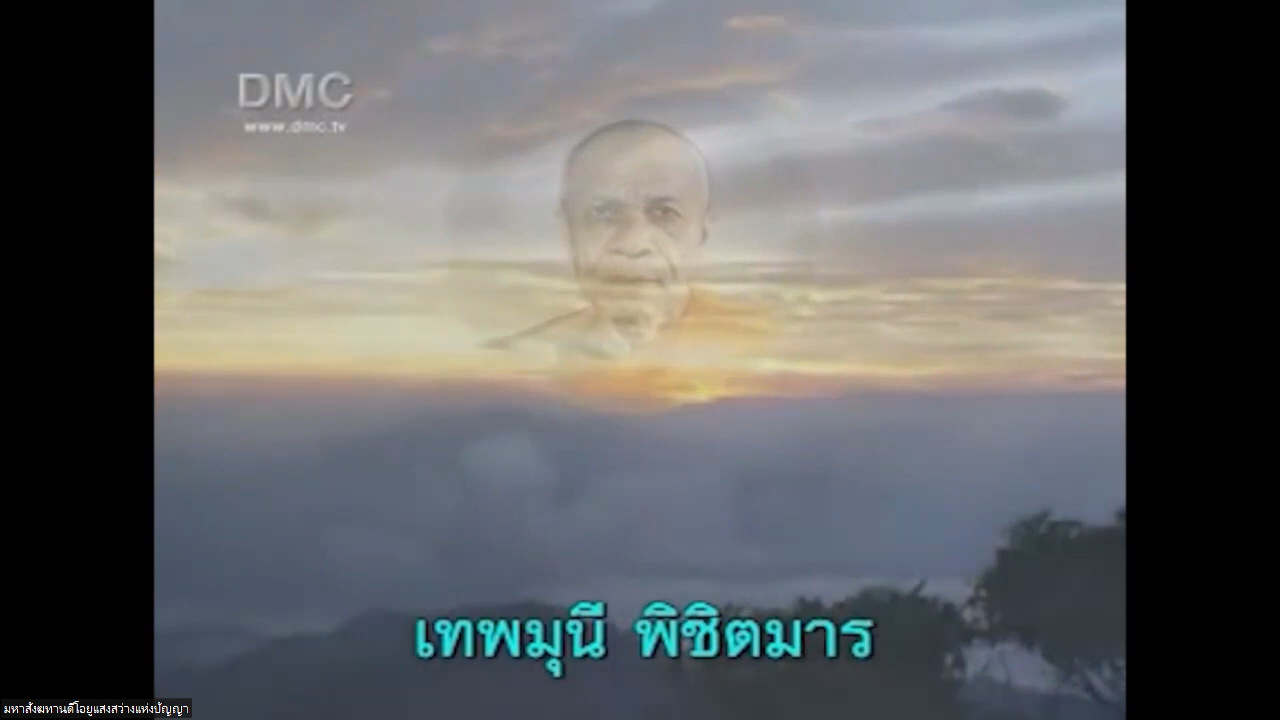 DMC
www.dmc.tv
เทพมุนี พิชิตมาร
มหาสังฆทานดีโอยูแสงสว่างแห่งปัญญา